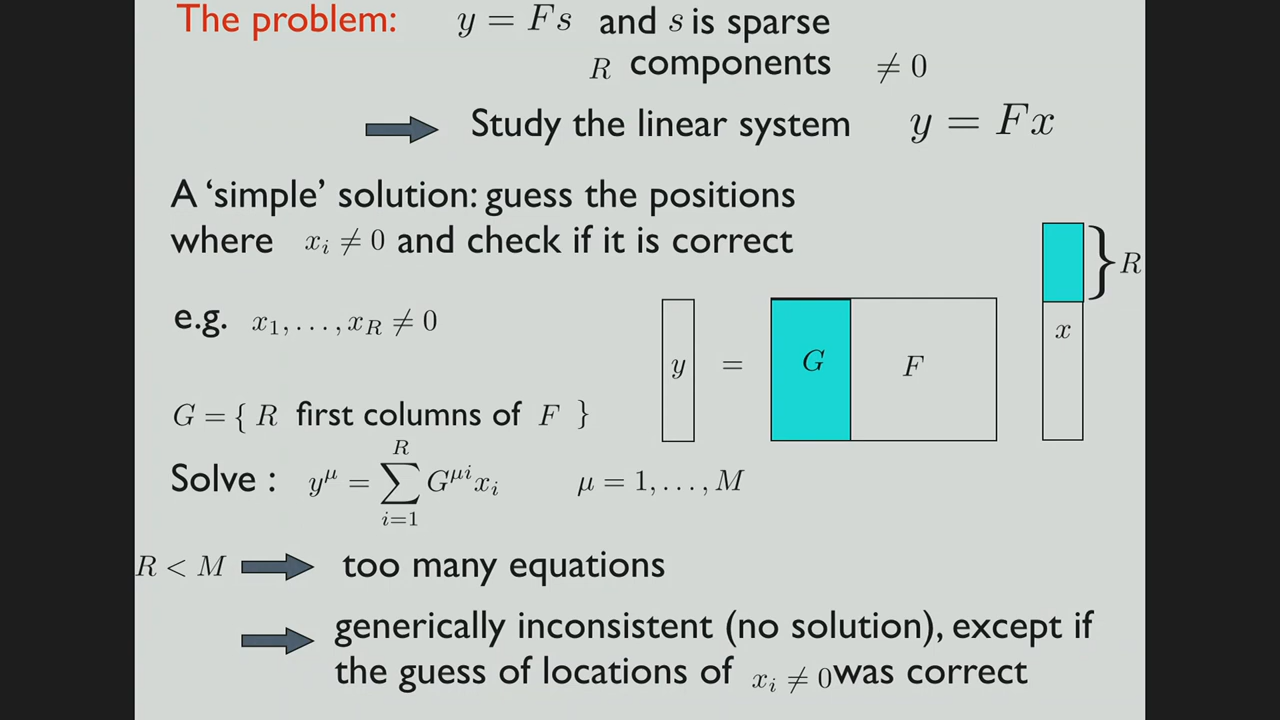 The problem: y = Fs and s is sparse
R components ≠ 0
Study the linear system y = Fx
A ‘simple’ solution: guess the positions
where x_i ≠ 0 and check if it is correct
R
x
e.g. x_1, . . . , x_R ≠ 0
y = G F
G = { R first columns of F }
Solve : y^μ = \sum_{i=1}^{R} G^{μi} x_i μ = 1, . . . , M
R < M too many equations
generically inconsistent (no solution), except if
the guess of locations of x_i ≠ 0 was correct